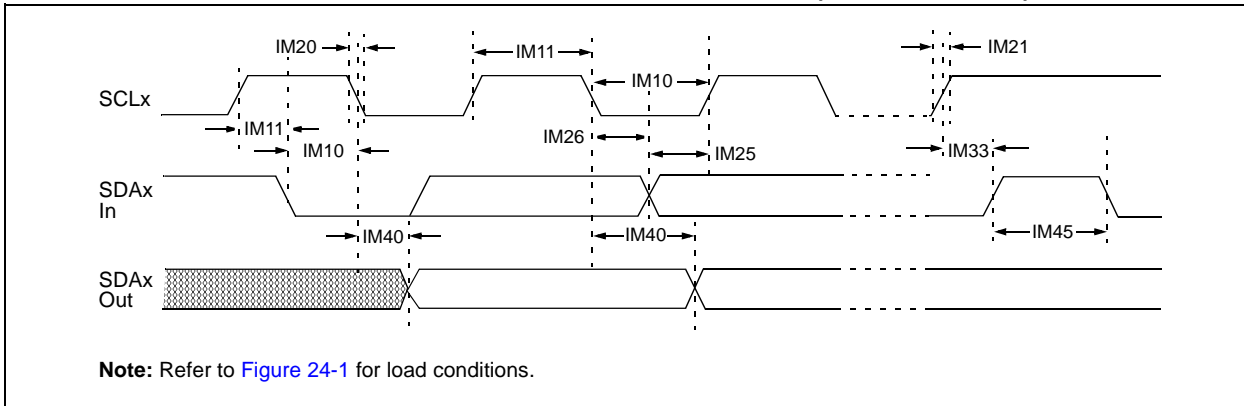 IM20
IM11
IM21
IM10
SCLx
IM11
IM26
IM10
IM25
IM33
SDAx
In
IM40
IM40
IM45
SDAx
Out
Note: Refer to Figure 24-1 for load conditions.